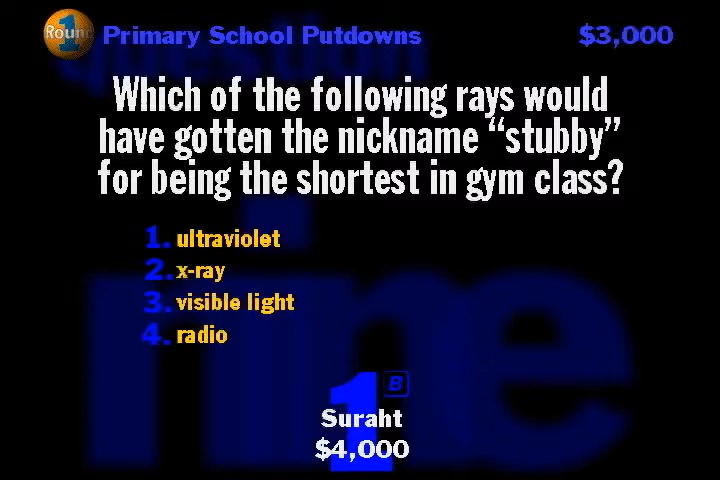 Round 1 Primary School Putdowns $3,000
Which of the following rays would
have gotten the nickname “stubby”
for being the shortest in gym class?
1. ultraviolet
2. x-ray
3. visible light
4. radio
1 B
Suraht
$4,000
question
nine